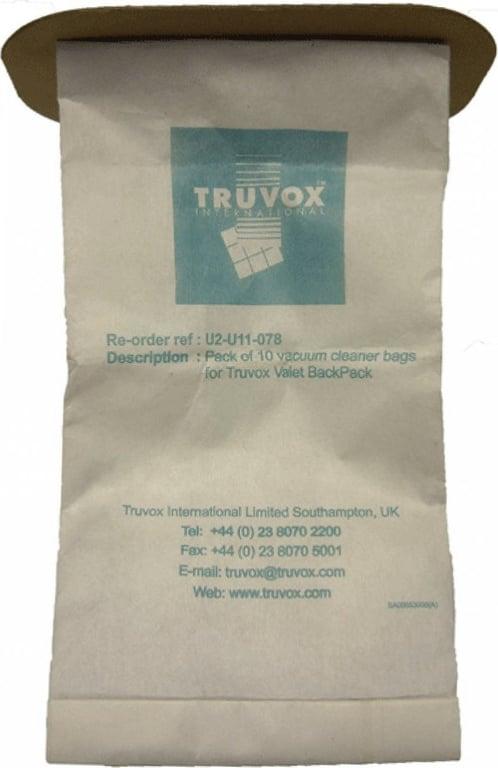 TRUVOX™
INTERNATIONAL
Re-order ref : U2-U11-078
Description : Pack of 10 vacuum cleaner bags
for Truvox Valet BackPack
Truvox International Limited Southampton, UK
Tel: +44 (0) 23 8070 2200
Fax: +44 (0) 23 8070 5001
E-mail: truvox@truvox.com
Web: www.truvox.com